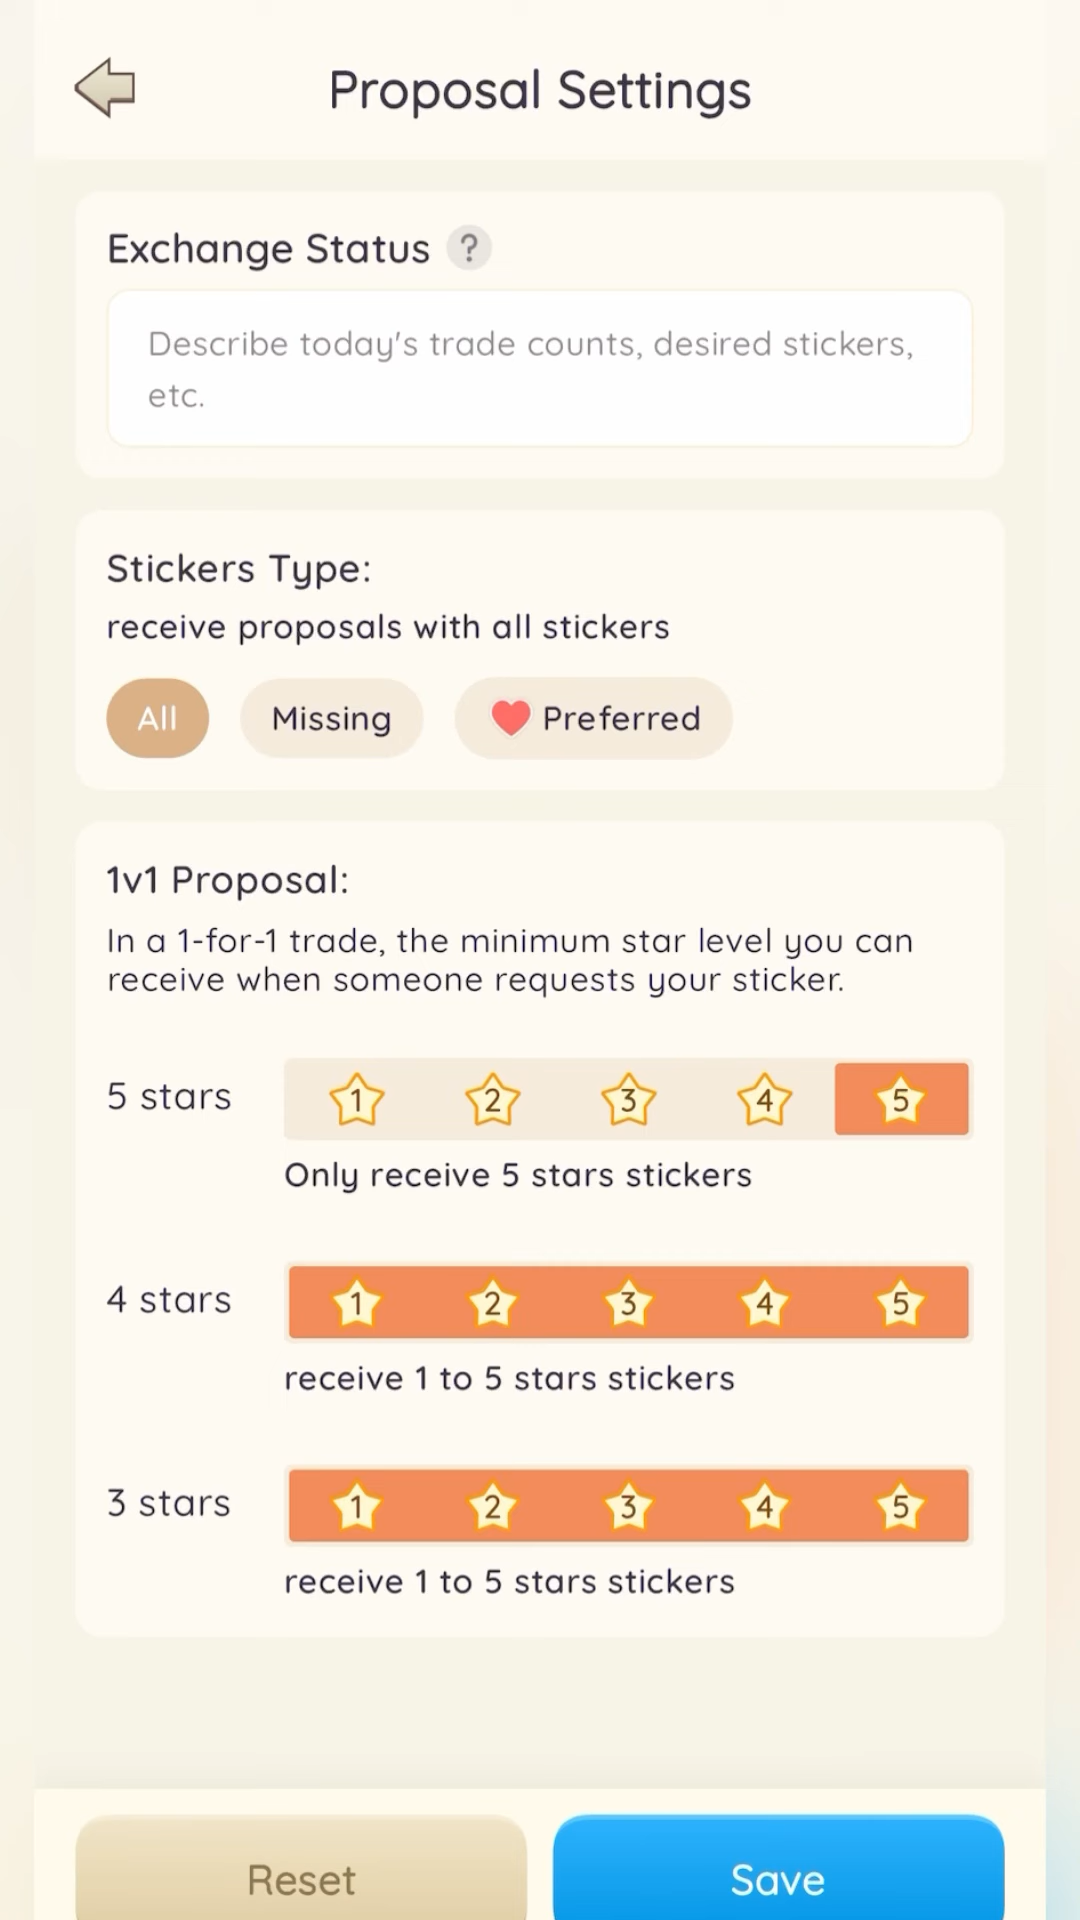 Proposal Settings
Exchange Status ?
Describe today's trade counts, desired stickers,
etc.
Stickers Type:
receive proposals with all stickers
All Missing Preferred
1v1 Proposal:
In a 1-for-1 trade, the minimum star level you can
receive when someone requests your sticker.
5 stars 1 2 3 4 5
Only receive 5 stars stickers
4 stars 1 2 3 4 5
receive 1 to 5 stars stickers
3 stars 1 2 3 4 5
receive 1 to 5 stars stickers
Reset Save